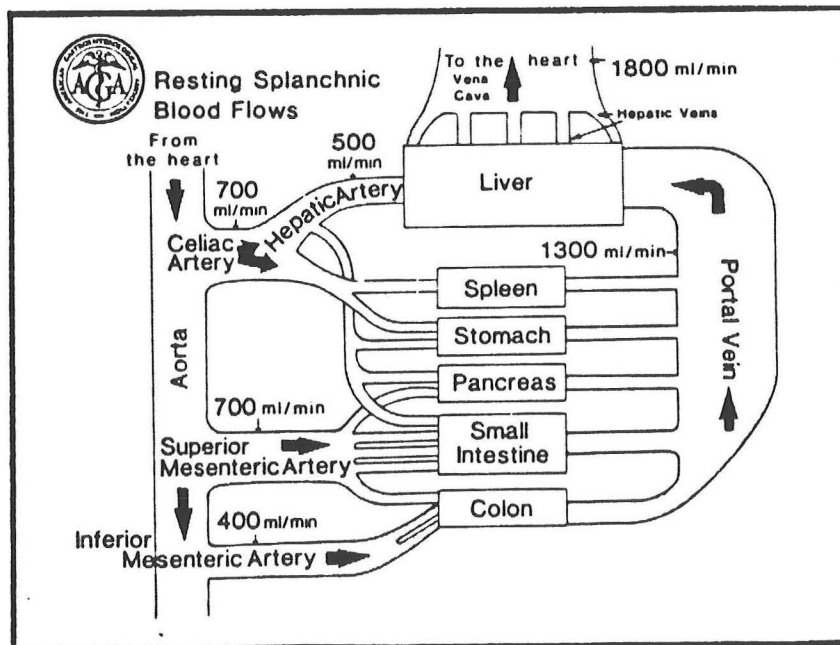 AGA
Resting Splanchnic
Blood Flows
From
the heart
To the heart
Vena
Cava
1800 ml/min
Hepatic Veins
500
ml/min
700
ml/min
Hepatic Artery
Liver
Celiac
Artery
1300 ml/min
Spleen
Stomach
Pancreas
Portal Vein
Aorta
700 ml/min
Small
Intestine
Superior
Mesenteric Artery
Colon
400 ml/min
Inferior
Mesenteric Artery